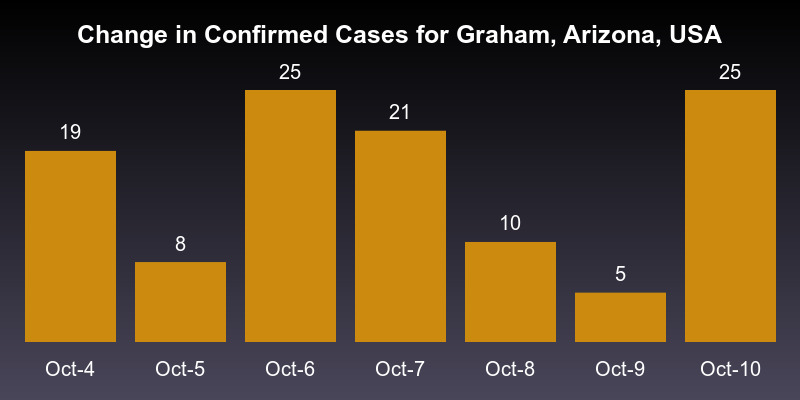 Change in Confirmed Cases for Graham, Arizona, USA
19
8
25
21
10
5
25
Oct-4
Oct-5
Oct-6
Oct-7
Oct-8
Oct-9
Oct-10